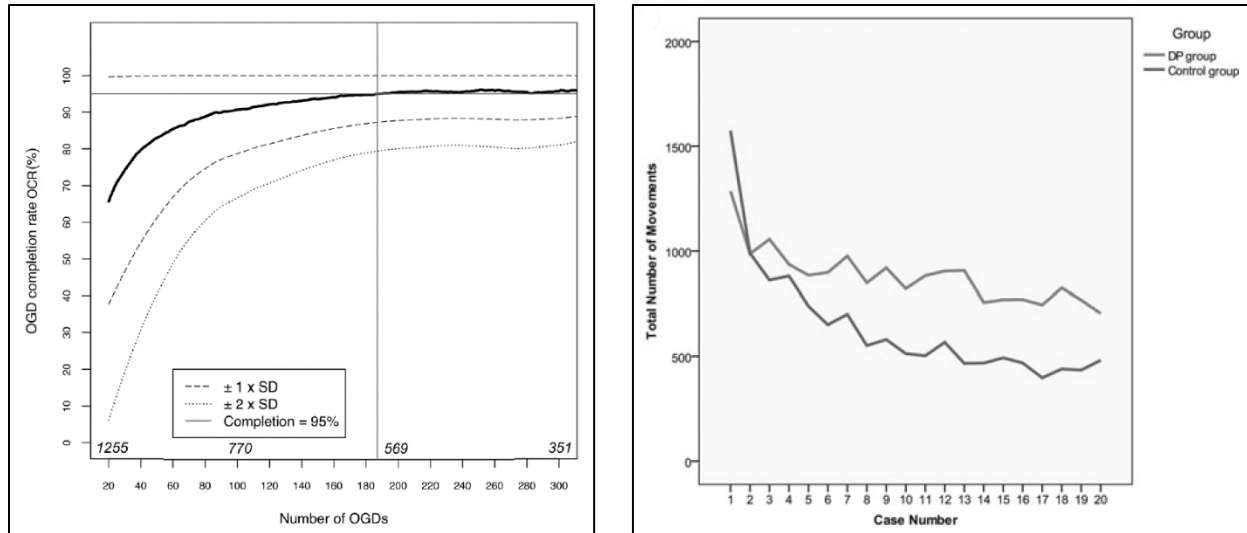 OGD completion rate OCR(%)
100
90
80
70
60
50
40
30
20
10
0
± 1 x SD
± 2 x SD
Completion = 95%
1255 770 569 351
20 40 60 80 100 120 140 160 180 200 220 240 260 280 300
Number of OGDs
Group
DP group
Control group
Total Number of Movements
2000
1500
1000
500
0
1 2 3 4 5 6 7 8 9 10 11 12 13 14 15 16 17 18 19 20
Case Number